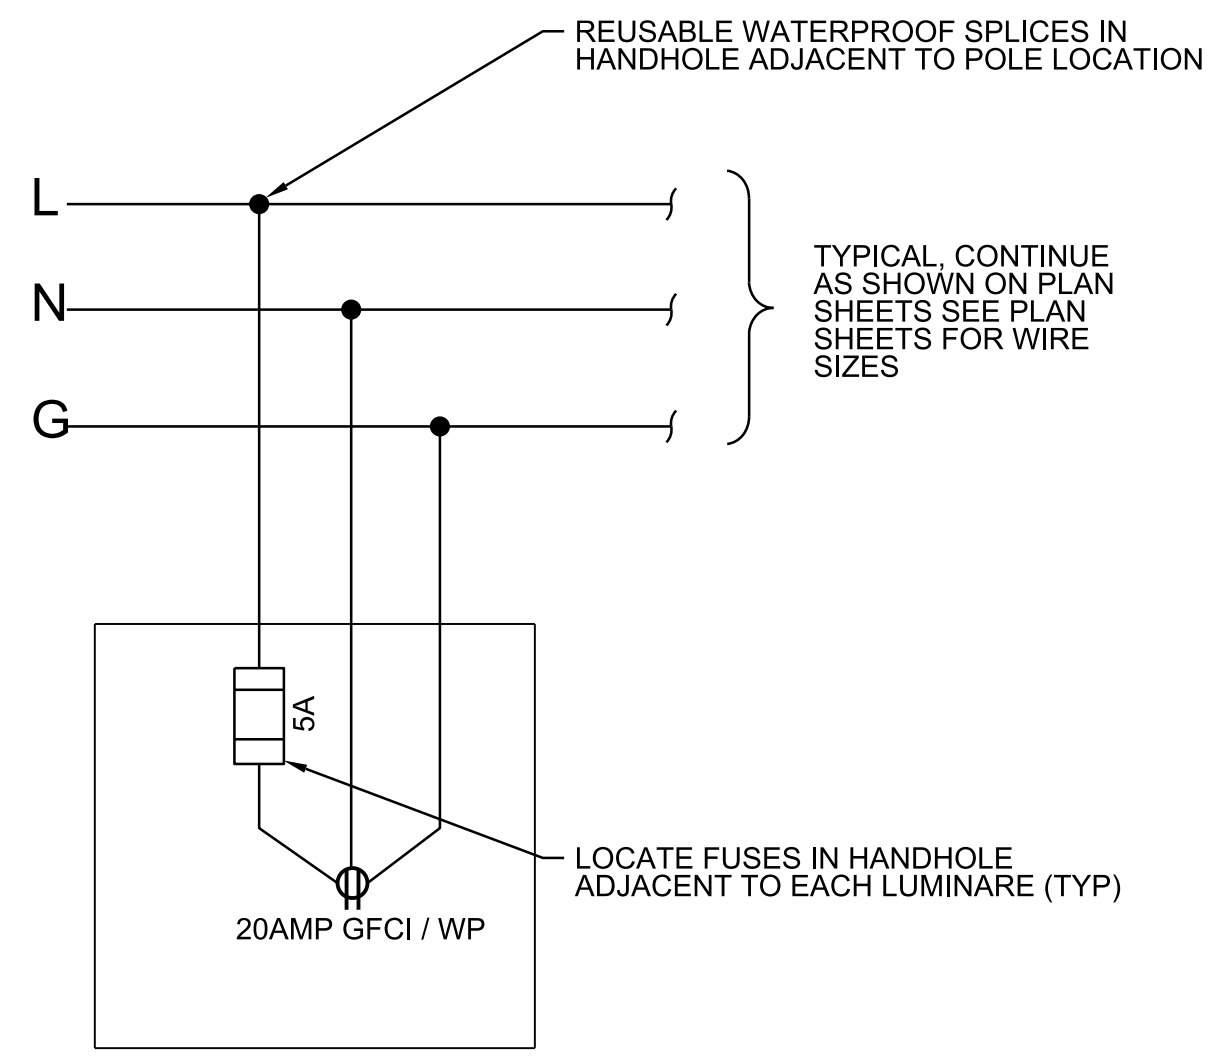 REUSABLE WATERPROOF SPLICES IN
HANDHOLE ADJACENT TO POLE LOCATION
L
N
G
TYPICAL, CONTINUE
AS SHOWN ON PLAN
SHEETS SEE PLAN
SHEETS FOR WIRE
SIZES
5A
LOCATE FUSES IN HANDHOLE
ADJACENT TO EACH LUMINARE (TYP)
20AMP GFCI / WP